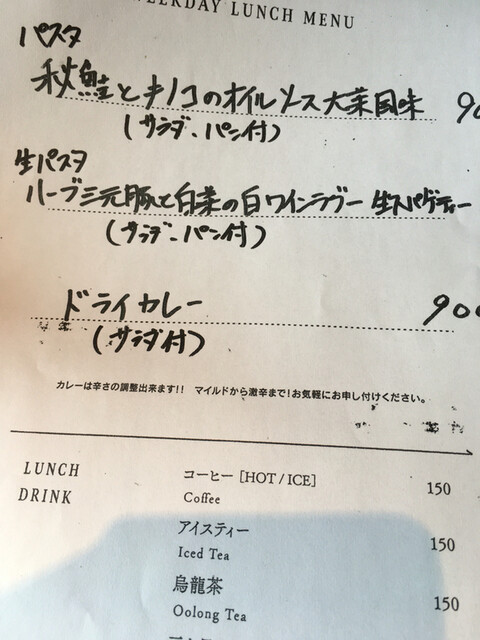 WEEKDAY LUNCH MENU
パスタ
秋鮭とキノコのオイルソース大葉風味 90
(サラダ・パン付)
生パスタ
ハーブ三元豚と白菜の白ワインラグー 生スパゲティー
(サラダ・パン付)
ドライカレー 900
(サラダ付)
カレーは辛さの調整出来ます!! マイルドから激辛まで!お気軽にお申し付けください。
LUNCH DRINK
コーヒー [HOT / ICE] 150
Coffee
アイスティー 150
Iced Tea
烏龍茶 150
Oolong Tea